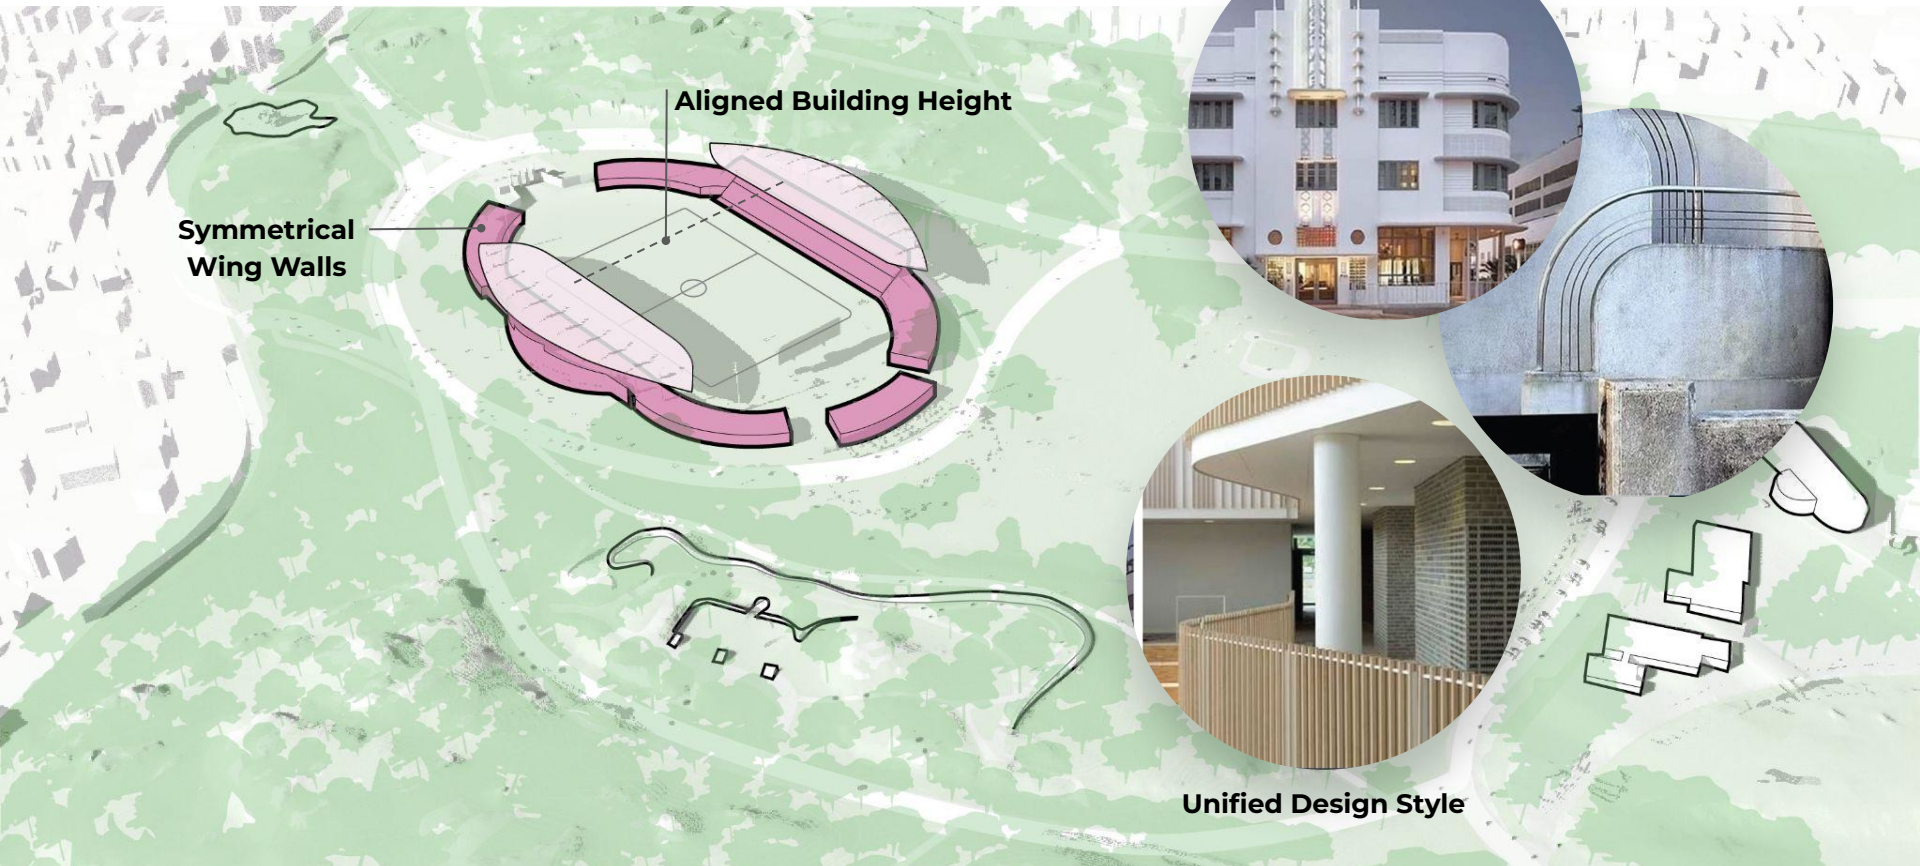 Aligned Building Height
Symmetrical
Wing Walls
Unified Design Style